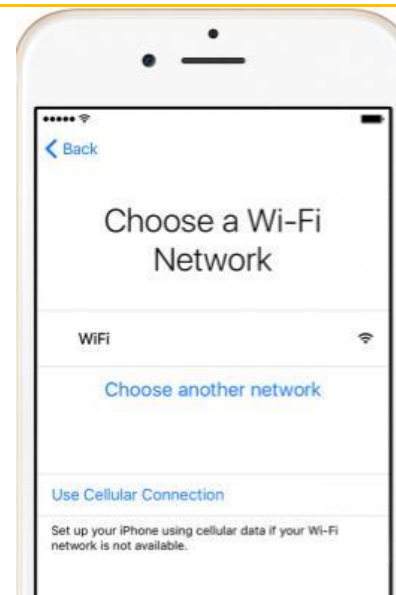 Back
Choose a Wi-Fi
Network
WiFi
Choose another network
Use Cellular Connection
Set up your iPhone using cellular data if your Wi-Fi
network is not available.